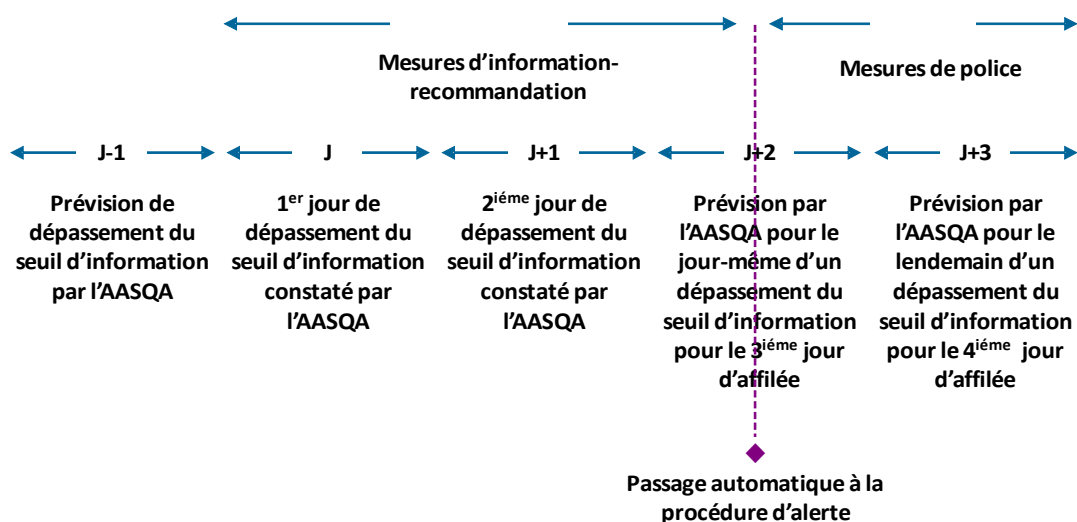 Mesures d'information-
recommandation
Mesures de police
J-1
J
J+1
J+2
J+3
Prévision de
dépassement du
seuil d'information
par l'AASQA
1er jour de
dépassement du
seuil d'information
constaté par
l'AASQA
2iéme jour de
dépassement du
seuil d'information
constaté par
l'AASQA
Prévision par
l'AASQA pour le
jour-même d'un
dépassement du
seuil d'information
pour le 3iéme jour
d'affilée
Prévision par
l'AASQA pour le
lendemain d'un
dépassement du
seuil d'information
pour le 4iéme jour
d'affilée
Passage automatique à la
procédure d'alerte